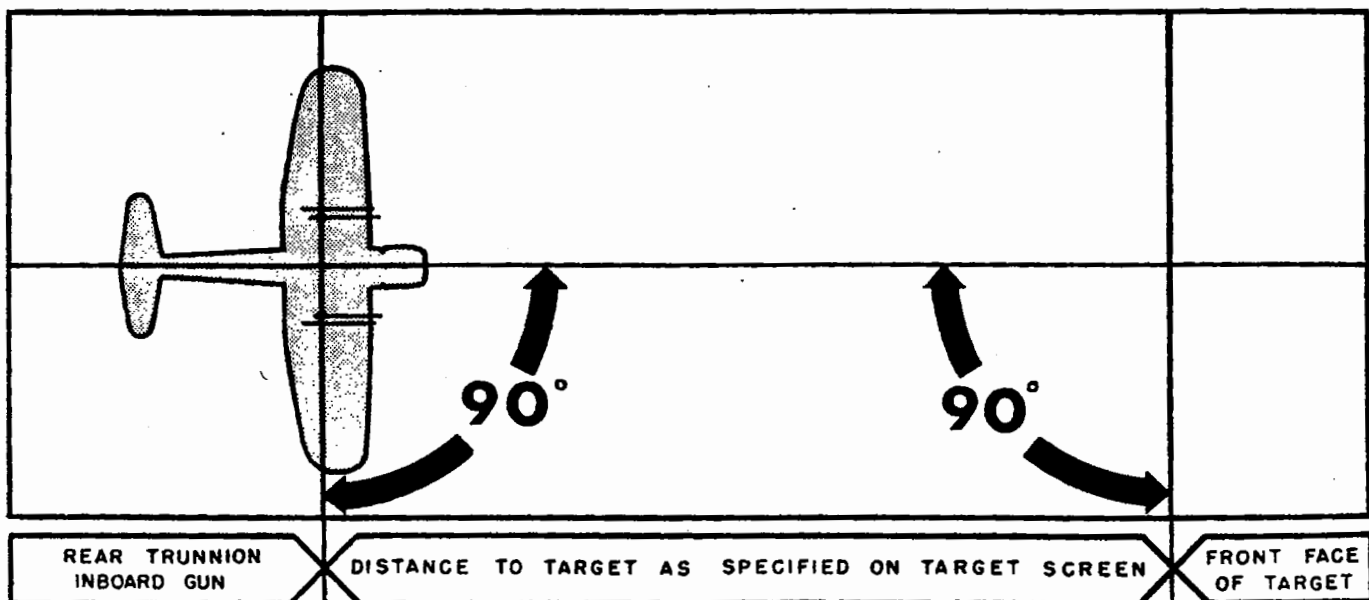 90°
90°
REAR TRUNNION
INBOARD GUN
DISTANCE TO TARGET AS SPECIFIED ON TARGET SCREEN
FRONT FACE
OF TARGET